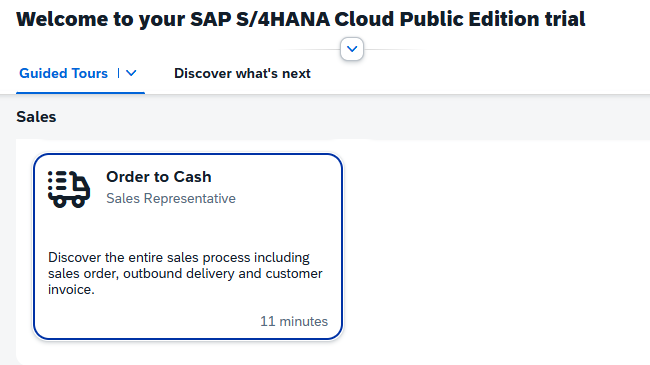 Welcome to your SAP S/4HANA Cloud Public Edition trial
Guided Tours
Discover what's next
Sales
Order to Cash
Sales Representative
Discover the entire sales process including
sales order, outbound delivery and customer
invoice.
11 minutes